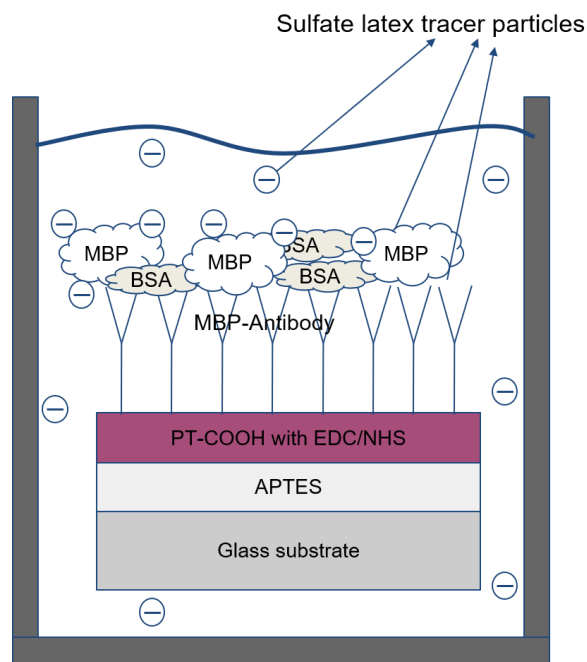 Sulfate latex tracer particles
MBP
BSA
MBP
BSA
BSA
MBP
MBP-Antibody
PT-COOH with EDC/NHS
APTES
Glass substrate